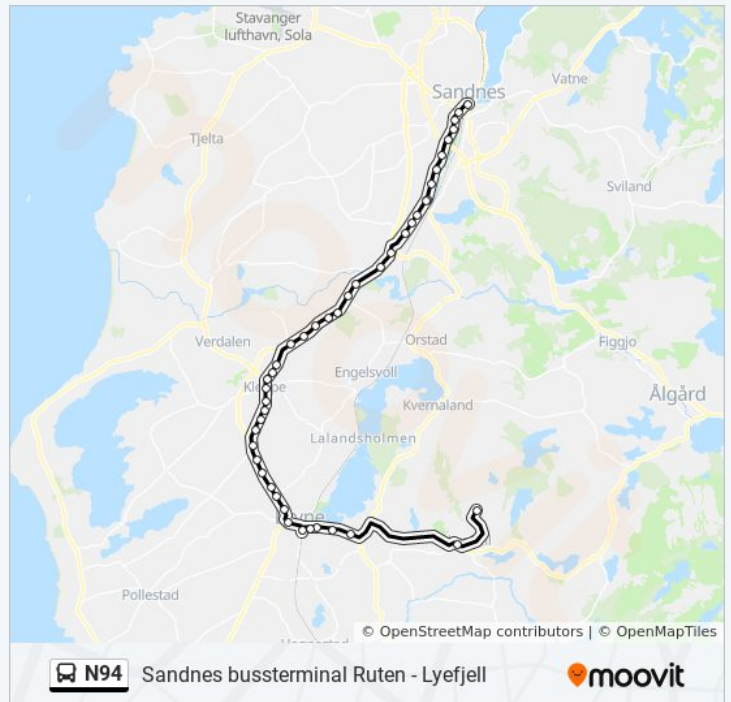 Stavanger
lufthavn, Sola
Sandnes
Vatne
Tjelta
Sviland
Verdalen
Orstad
Figgjo
Engelsvoll
Ålgård
Kvernaland
Lalandsholmen
Pollestad
© OpenStreetMap contributors | © OpenMapTiles
N94 Sandnes bussterminal Ruten - Lyefjell
moovit